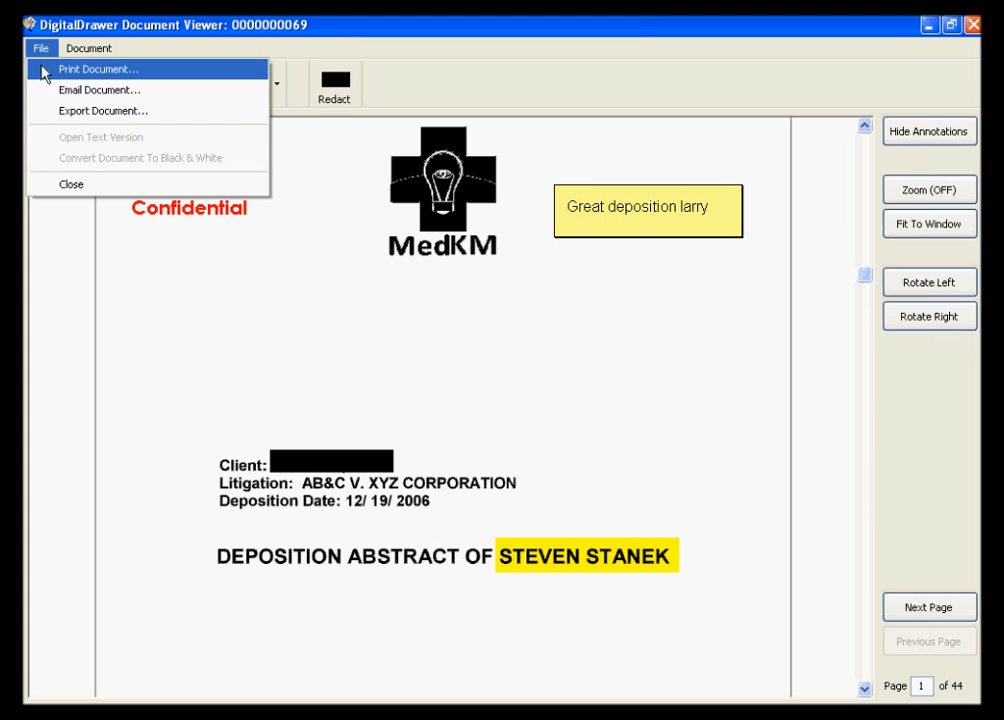 DigitalDrawer Document Viewer: 0000000069
File Document
Print Document...
Email Document...
Export Document...
Open Text Version
Convert Document To Black & White
Close
Redact
Hide Annotations
Zoom (OFF)
Fit To Window
Rotate Left
Rotate Right
Confidential
MedKM
Great deposition larry
Client:
Litigation: AB&C V. XYZ CORPORATION
Deposition Date: 12/ 19/ 2006
DEPOSITION ABSTRACT OF STEVEN STANEK
Next Page
Previous Page
Page 1 of 44